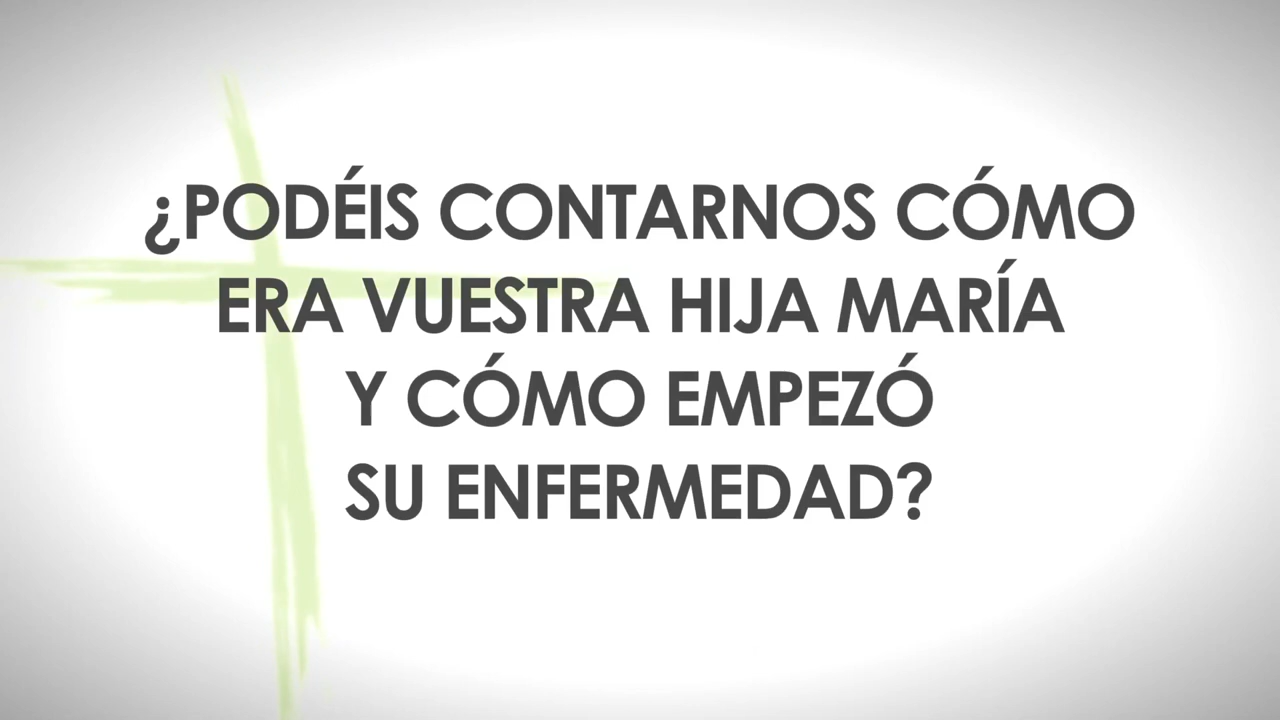 ¿PODÉIS CONTARNOS CÓMO
ERA VUESTRA HIJA MARÍA
Y CÓMO EMPEZÓ
SU ENFERMEDAD?